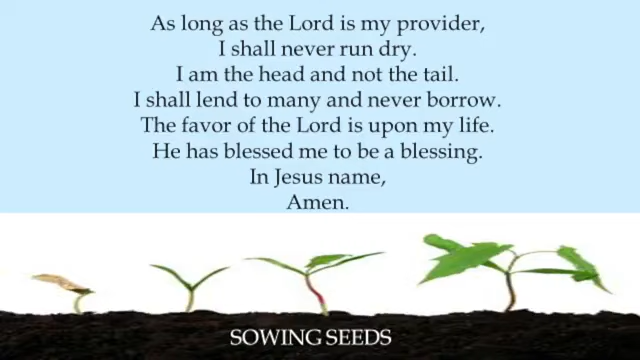 As long as the Lord is my provider,
I shall never run dry.
I am the head and not the tail.
I shall lend to many and never borrow.
The favor of the Lord is upon my life.
He has blessed me to be a blessing.
In Jesus name,
Amen.
SOWING SEEDS